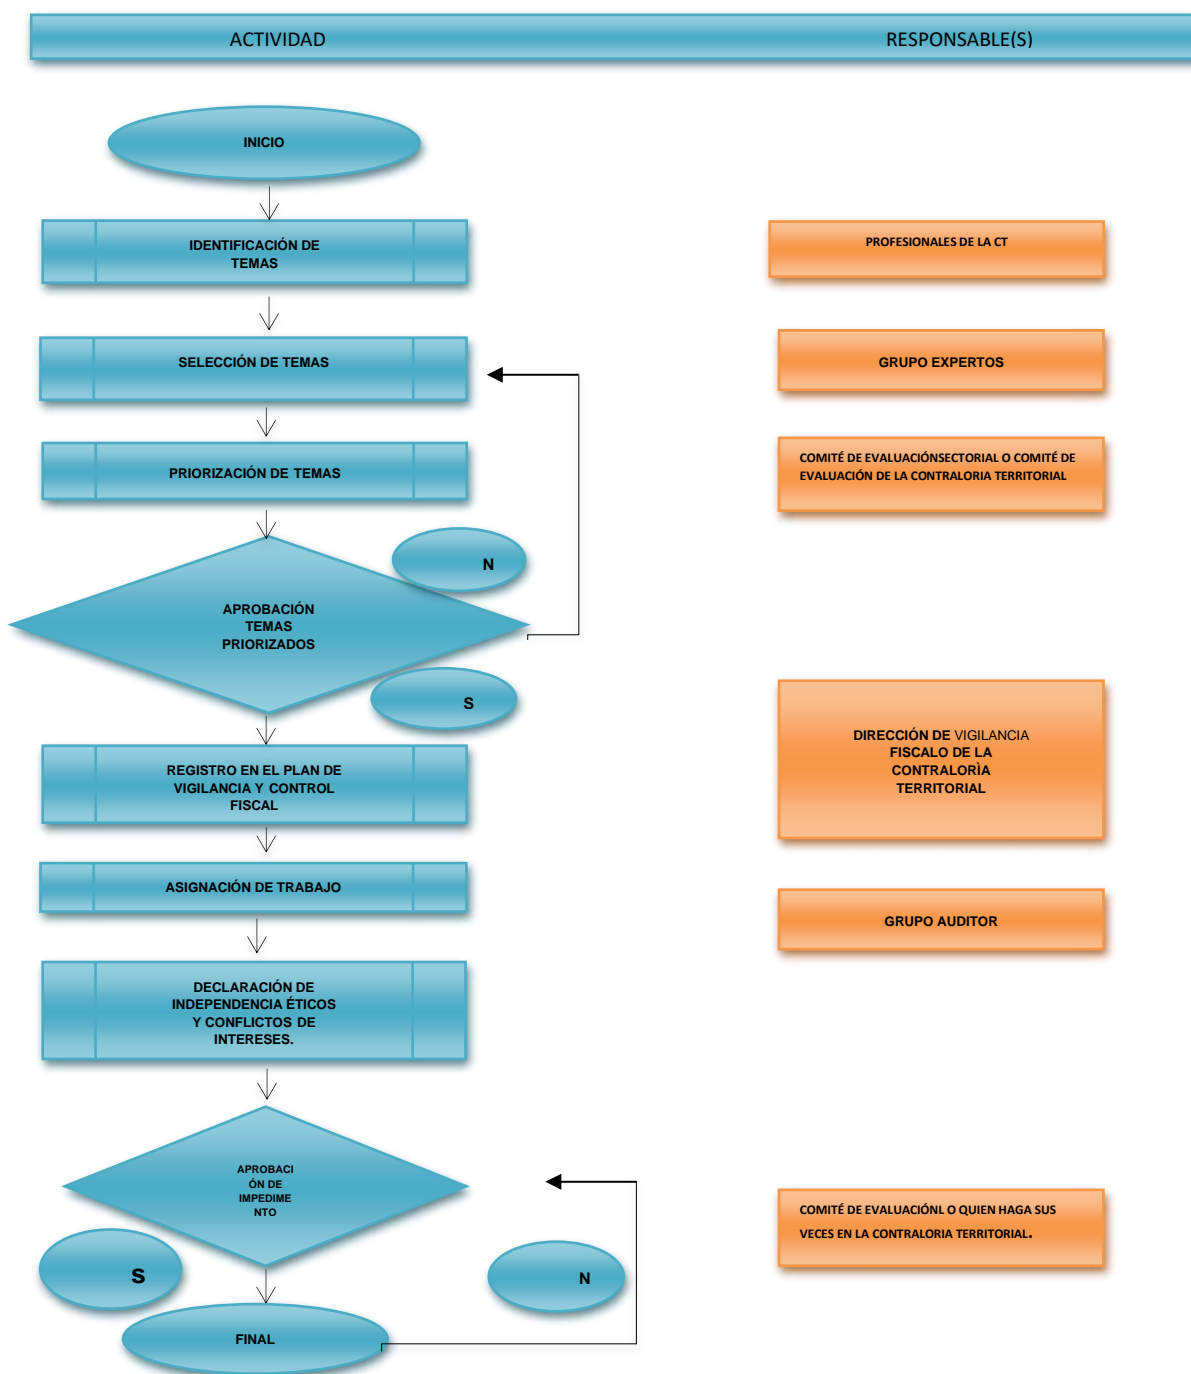 ACTIVIDAD RESPONSABLE(S)
INICIO
IDENTIFICACIÓN DE
TEMAS
PROFESIONALES DE LA CT
SELECCIÓN DE TEMAS
GRUPO EXPERTOS
PRIORIZACIÓN DE TEMAS
COMITÉ DE EVALUACIÓNSECTORIAL O COMITÉ DE
EVALUACIÓN DE LA CONTRALORIA TERRITORIAL
N
APROBACIÓN
TEMAS
PRIORIZADOS
S
REGISTRO EN EL PLAN DE
VIGILANCIA Y CONTROL
FISCAL
DIRECCIÓN DE VIGILANCIA
FISCALO DE LA
CONTRALORÌA
TERRITORIAL
ASIGNACIÓN DE TRABAJO
GRUPO AUDITOR
DECLARACIÓN DE
INDEPENDENCIA ÉTICOS
Y CONFLICTOS DE
INTERESES.
APROBACI
ÓN DE
IMPEDIME
NTO
COMITÉ DE EVALUACIÓNL O QUIEN HAGA SUS
VECES EN LA CONTRALORIA TERRITORIAL.
S
N
FINAL